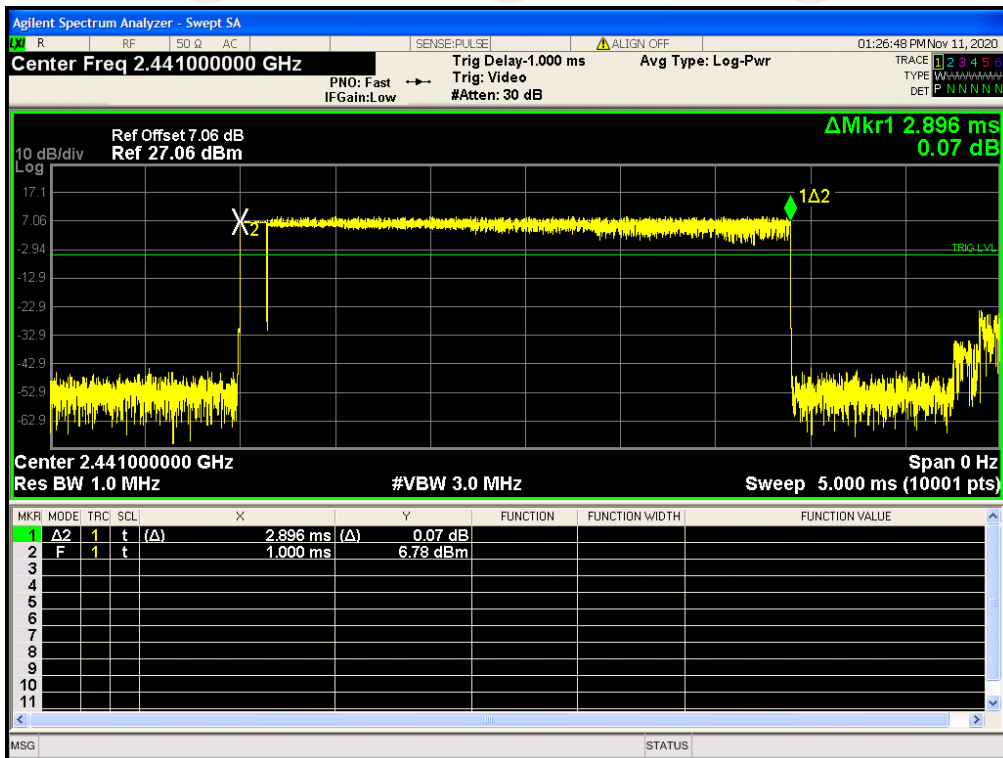 Agilent Spectrum Analyzer - Swept SA
LXI R RF 50 Ω AC SENSE:PULSE ALIGN OFF 01:26:48 PM Nov 11, 2020
Center Freq 2.441000000 GHz
PNO: Fast
IFGain:Low
Trig Delay-1.000 ms
Trig: Video
#Atten: 30 dB
Avg Type: Log-Pwr
TRACE 1 2 3 4 5 6
TYPE WWWWWW
DET P N N N N N
ΔMkr1 2.896 ms
0.07 dB
Ref Offset 7.06 dB
10 dB/div Ref 27.06 dBm
Log
17.1
7.06
-2.94
-12.9
-22.9
-32.9
-42.9
-52.9
-62.9
1Δ2
X2
TRIG LVL
Center 2.441000000 GHz Span 0 Hz
Res BW 1.0 MHz #VBW 3.0 MHz Sweep 5.000 ms (10001 pts)
MKR MODE TRC SCL X Y FUNCTION FUNCTION WIDTH FUNCTION VALUE
1 Δ2 1 t (Δ) 2.896 ms (Δ) 0.07 dB
2 F 1 t 1.000 ms 6.78 dBm
3
4
5
6
7
8
9
10
11
MSG STATUS